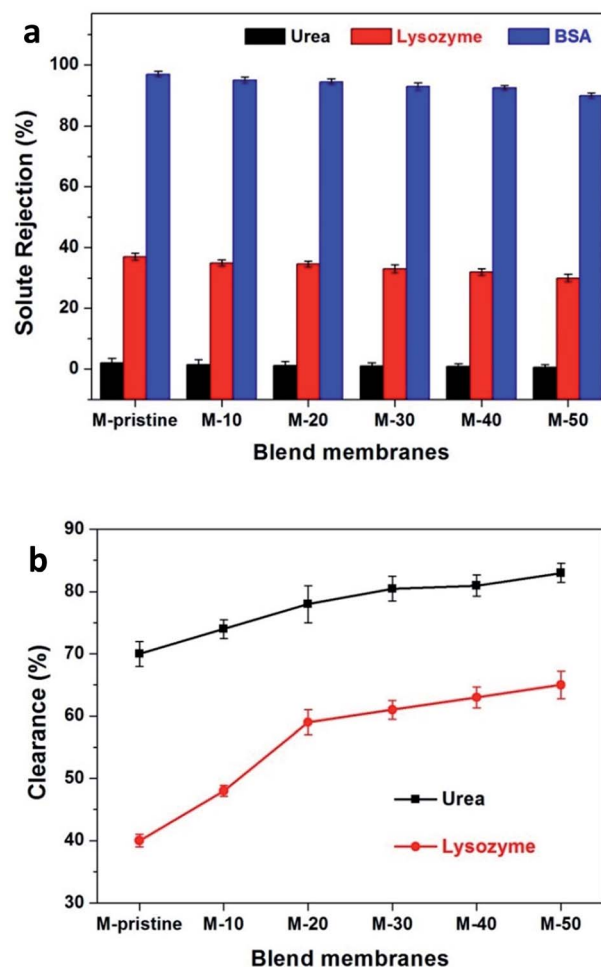 a
Urea Lysozyme BSA
Solute Rejection (%)
100
80
60
40
20
0
M-pristine M-10 M-20 M-30 M-40 M-50
Blend membranes
b
Clearance (%)
90
80
70
60
50
40
30
Urea
Lysozyme
M-pristine M-10 M-20 M-30 M-40 M-50
Blend membranes